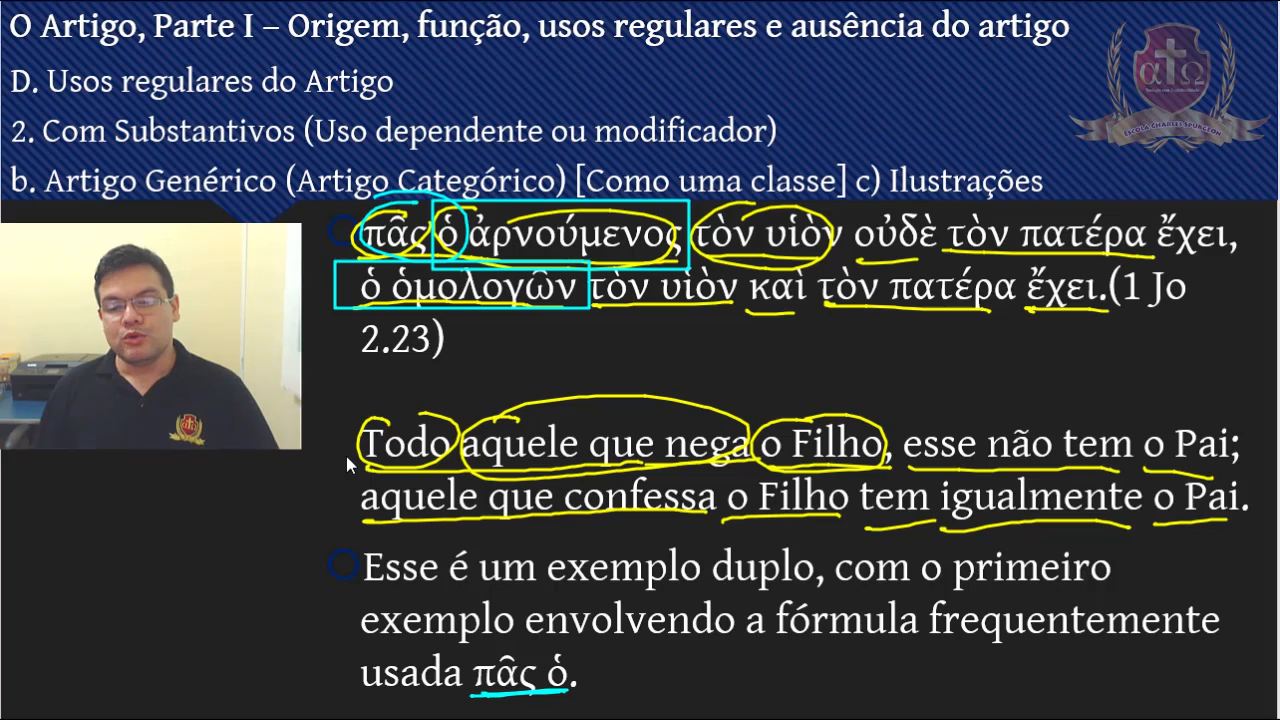 O Artigo, Parte I – Origem, função, usos regulares e ausência do artigo
D. Usos regulares do Artigo
2. Com Substantivos (Uso dependente ou modificador)
b. Artigo Genérico (Artigo Categórico) [Como uma classe] c) Ilustrações
α Ω
ESCOLA CHARLES SPURGEON
πᾶς ὁ ἀρνούμενος τὸν υἱὸν οὐδὲ τὸν πατέρα ἔχει,
ὁ ὁμολογῶν τὸν υἱὸν καὶ τὸν πατέρα ἔχει.(1 Jo
2.23)
Todo aquele que nega o Filho, esse não tem o Pai;
aquele que confessa o Filho tem igualmente o Pai.
Esse é um exemplo duplo, com o primeiro
exemplo envolvendo a fórmula frequentemente
usada πᾶς ὁ.